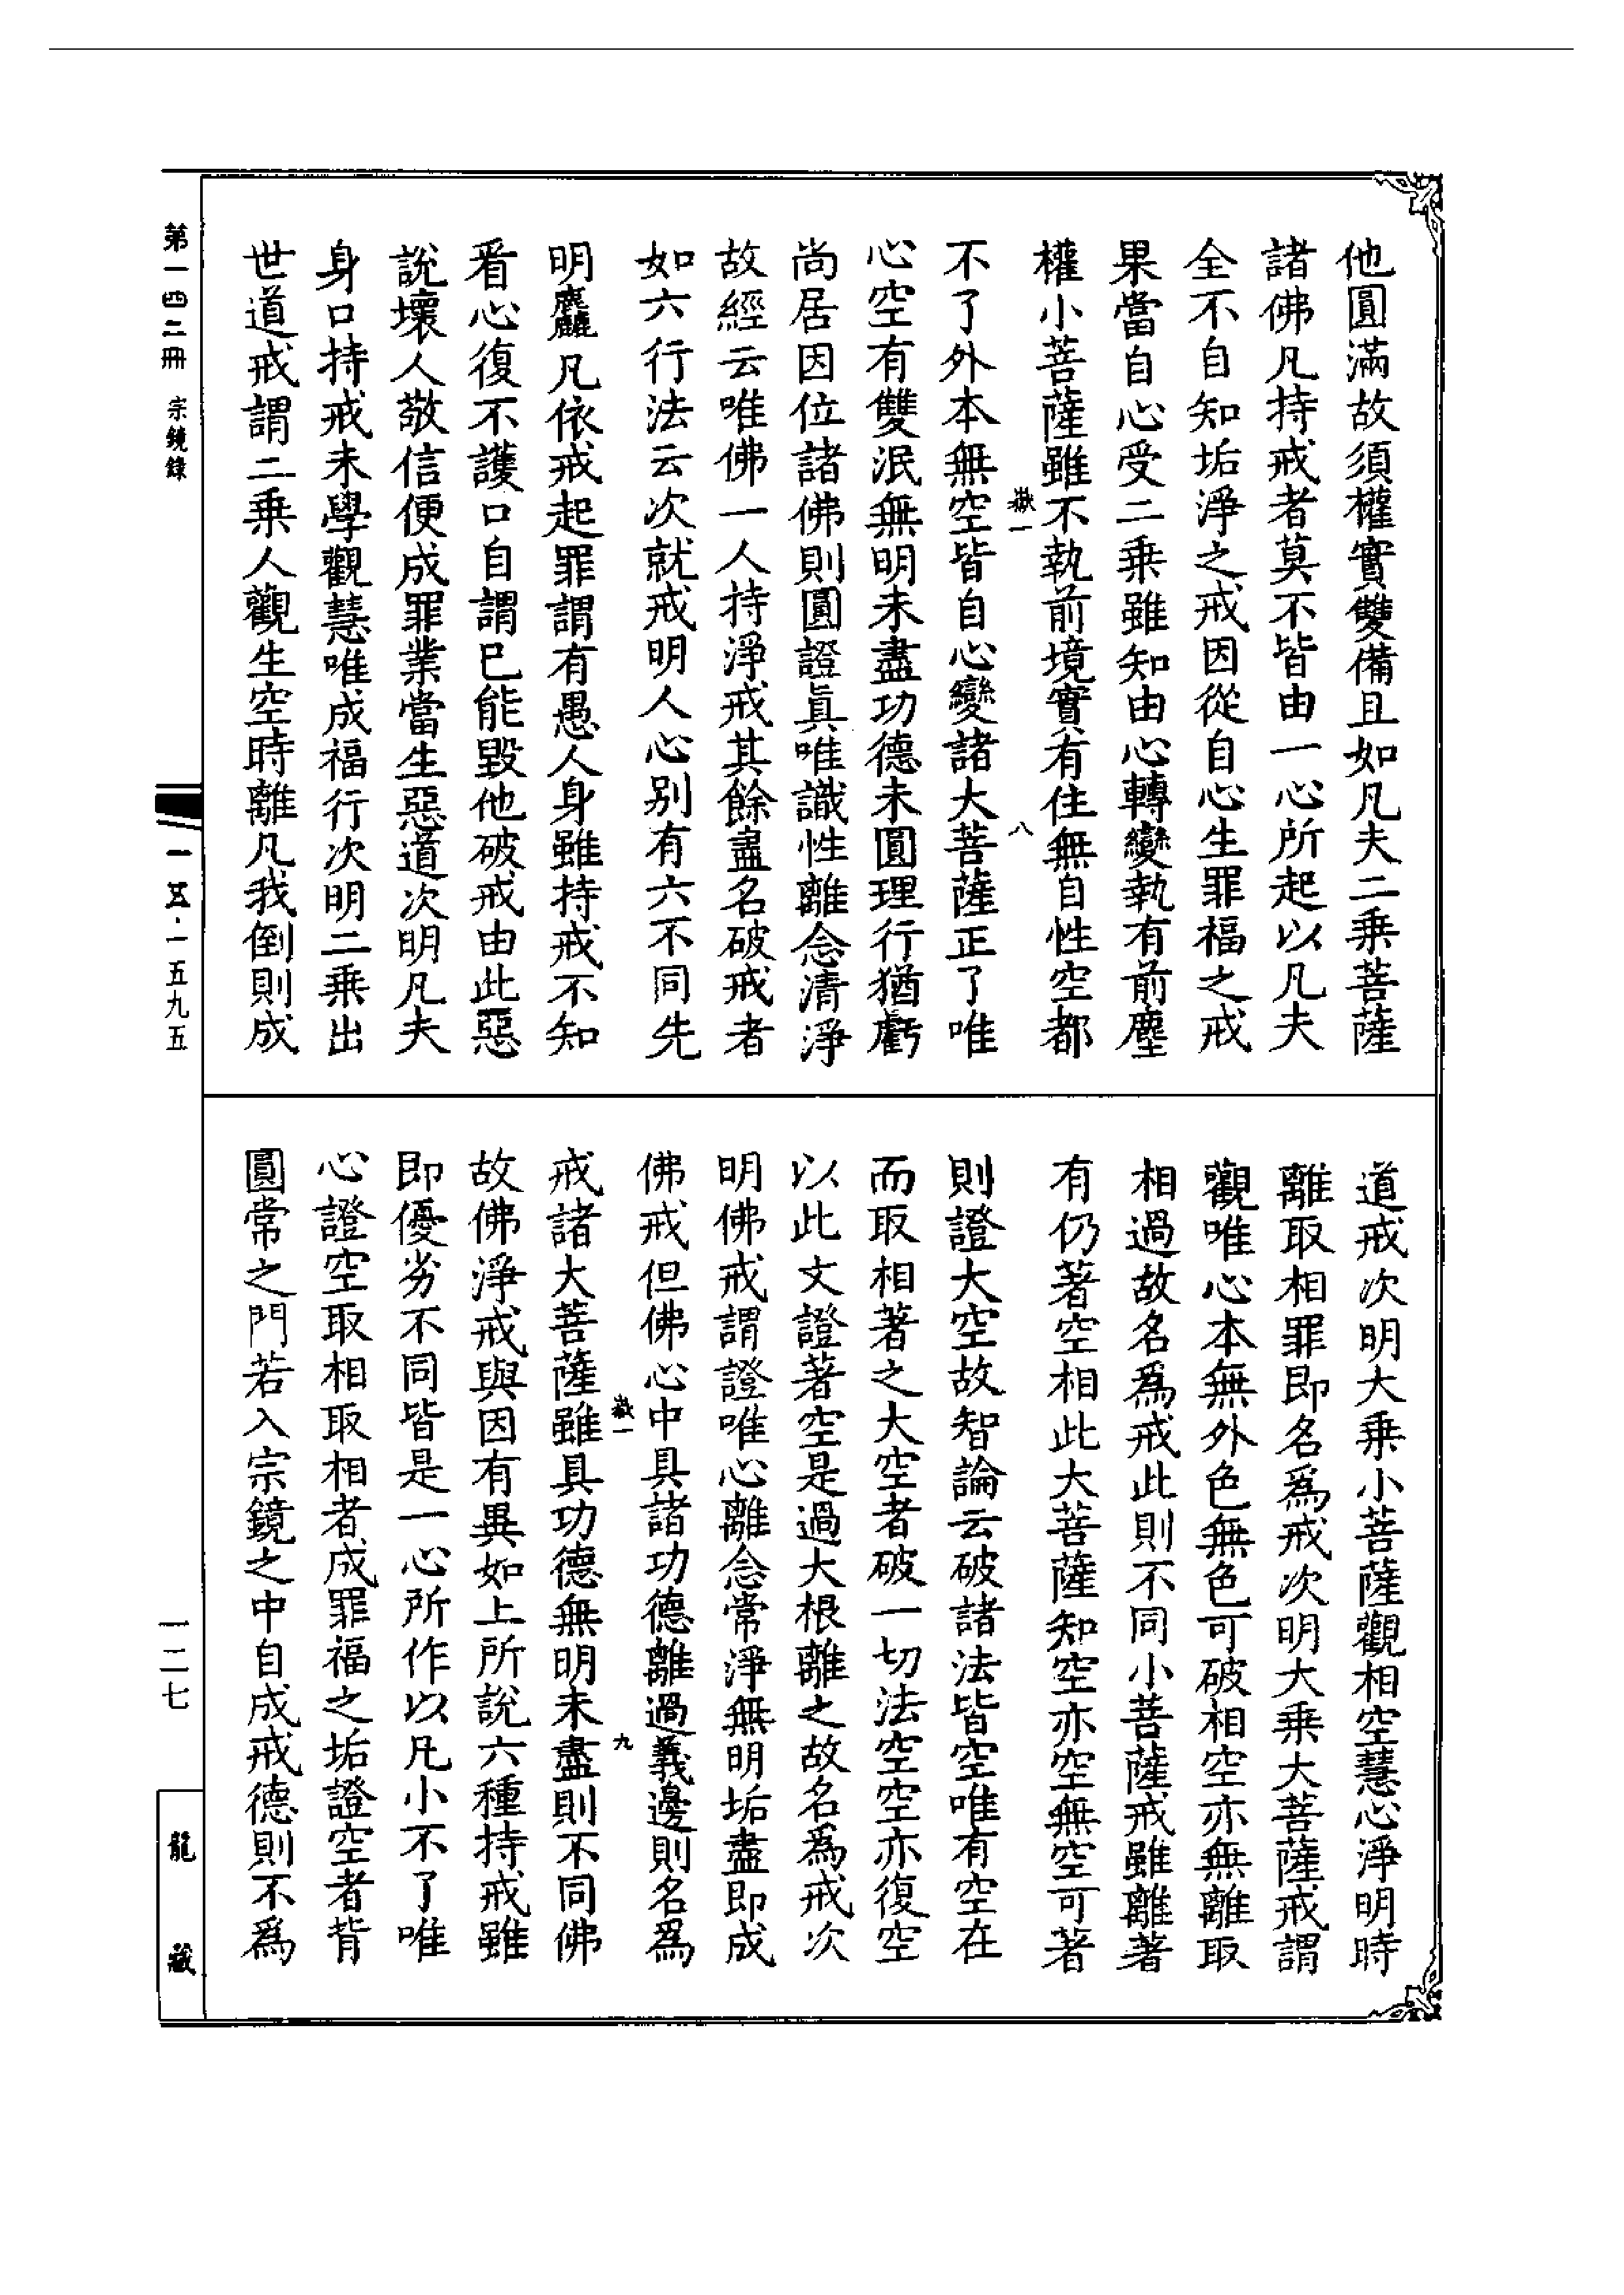 他圓滿故須權實雙備且如凡夫二乘菩薩
諸佛凡持戒者莫不皆由一心所起以凡夫
全不自知垢淨之戒因從自心生罪福之戒
果當自心受二乘雖知由心轉變執有前塵
權小菩薩雖不執前境實有住無自性空都
嶽一
八
不了外本無空皆自心變諸大菩薩正了唯
心空有雙泯無明未盡功德未圓理行猶虧
尚居因位諸佛則圓證眞唯識性離念清淨
故經云唯佛一人持淨戒其餘盡名破戒者
如六行法云次就戒明人心別有六不同先
明麤凡依戒起罪謂有愚人身雖持戒不知
看心復不護口自謂已能毀他破戒由此惡
說壞人敬信便成罪業當生惡道次明凡夫
身口持戒未學觀慧唯成福行次明二乘出
世道戒謂二乘人觀生空時離凡我倒則成
道戒次明大乘小菩薩觀相空慧心淨明時
離取相罪即名爲戒次明大乘大菩薩戒謂
觀唯心本無外色無色可破相空亦無離取
相過故名爲戒此則不同小菩薩戒雖離著
有仍著空相此大菩薩知空亦空無空可著
則證大空故智論云破諸法皆空唯有空在
而取相著之大空者破一切法空空亦復空
以此文證著空是過大根離之故名爲戒次
明佛戒謂證唯心離念常淨無明垢盡即成
佛戒但佛心中具諸功德離過義邊則名爲
嶽一
九
戒諸大菩薩雖具功德無明未盡則不同佛
故佛淨戒與因有異如上所說六種持戒雖
即優劣不同皆是一心所作以凡小不了唯
心證空取相取相者成罪福之垢證空者背
圓常之門若入宗鏡之中自成戒德則不爲
第一四二冊 宗鏡錄
一五·一五九五
一二七
龍藏